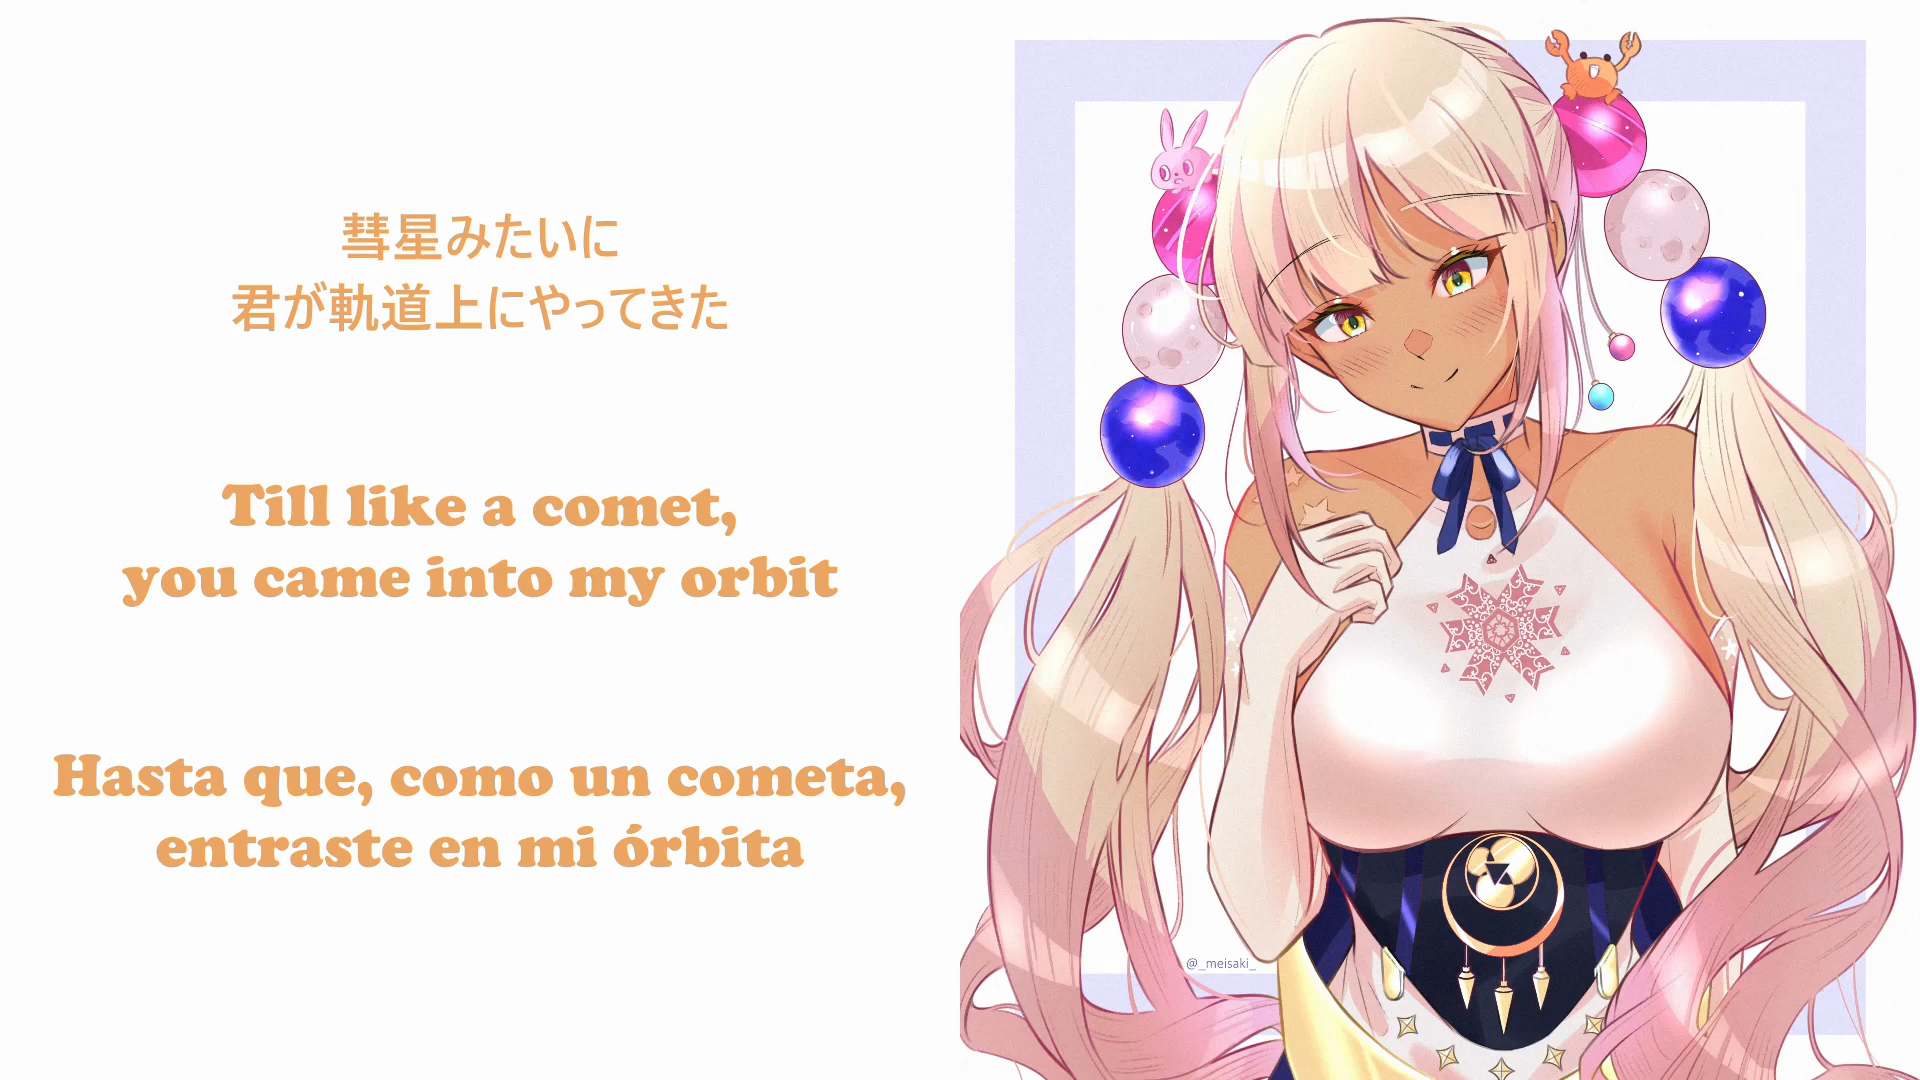 彗星みたいに
君が軌道上にやってきた
Till like a comet,
you came into my orbit
Hasta que, como un cometa,
entraste en mi órbita
@_meisaki_